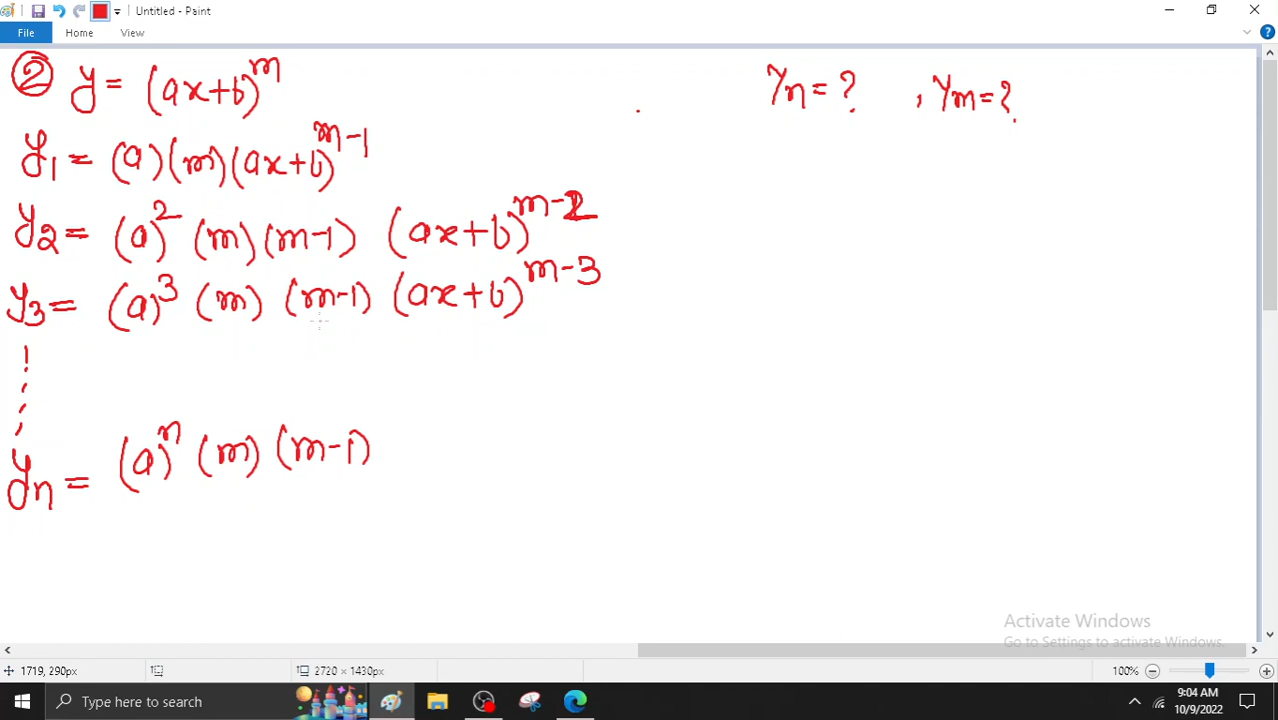 Untitled - Paint
File Home View
② y = (ax+b)^m
Yn = ? , Ym = ?
y1 = (a)(m)(ax+b)^m-1
y2 = (a)^2 (m)(m-1) (ax+b)^m-2
y3 = (a)^3 (m) (m-1) (ax+b)^m-3
yn = (a)^n (m) (m-1)
Activate Windows
Go to Settings to activate Windows.
1719, 290px 2720 × 1430px 100%
Type here to search 9:04 AM
10/9/2022